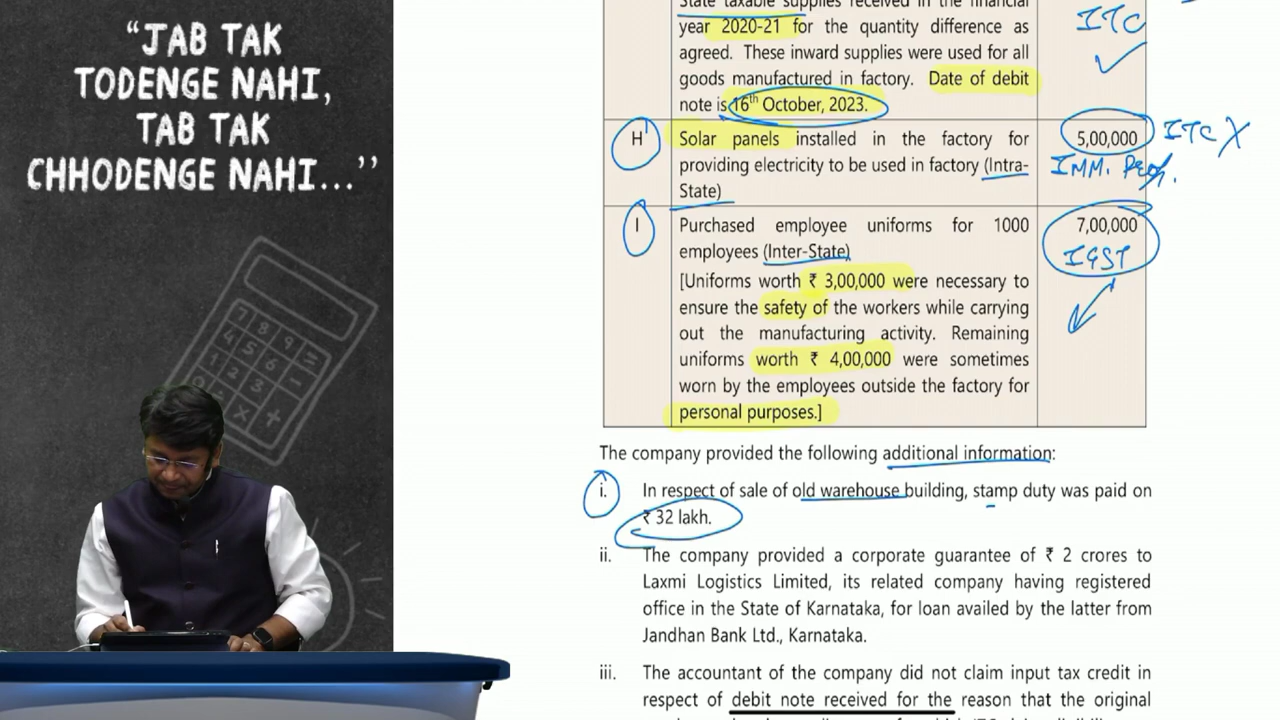 “JAB TAK
TODENGE NAHI,
TAB TAK
CHHODENGE NAHI...’’
State taxable supplies received in the financial
year 2020-21 for the quantity difference as
agreed. These inward supplies were used for all
goods manufactured in factory. Date of debit
note is 16th October, 2023.
ITC
H
Solar panels installed in the factory for
providing electricity to be used in factory (Intra-
State)
5,00,000
ITC X
IMM.
I
Purchased employee uniforms for 1000
employees (Inter-State)
[Uniforms worth ₹ 3,00,000 were necessary to
ensure the safety of the workers while carrying
out the manufacturing activity. Remaining
uniforms worth ₹ 4,00,000 were sometimes
worn by the employees outside the factory for
personal purposes.]
7,00,000
IGST
The company provided the following additional information:
i. In respect of sale of old warehouse building, stamp duty was paid on
₹ 32 lakh.
ii. The company provided a corporate guarantee of ₹ 2 crores to
Laxmi Logistics Limited, its related company having registered
office in the State of Karnataka, for loan availed by the latter from
Jandhan Bank Ltd., Karnataka.
iii. The accountant of the company did not claim input tax credit in
respect of debit note received for the reason that the original